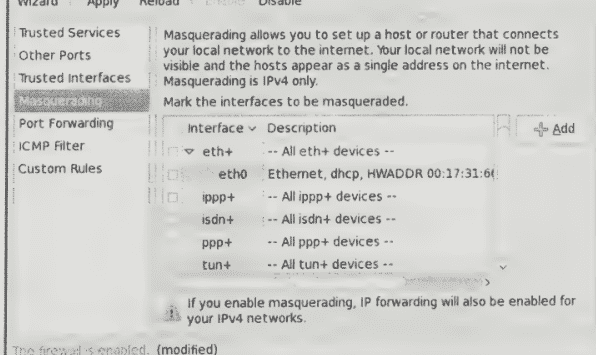 Wizard Apply Reload Enable Disable
Trusted Services
Other Ports
Trusted Interfaces
Masquerading
Port Forwarding
ICMP Filter
Custom Rules
Masquerading allows you to set up a host or router that connects
your local network to the internet. Your local network will not be
visible and the hosts appear as a single address on the internet.
Masquerading is IPv4 only.
Mark the interfaces to be masqueraded.
Interface Description
Add
eth+ -- All eth+ devices --
eth0 Ethernet, dhcp, HWADDR 00:17:31:6
ippp+ -- All ippp+ devices --
isdn+ -- All isdn+ devices --
ppp+ -- All ppp+ devices --
tun+ -- All tun+ devices --
If you enable masquerading, IP forwarding will also be enabled for
your IPv4 networks.
The firewall is enabled. (modified)